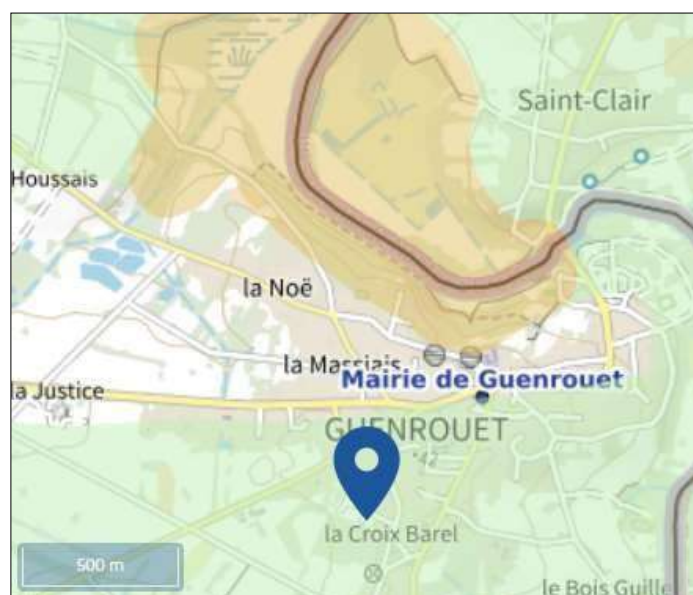 Saint-Clair
Houssais
la Noë
la Massiais
Mairie de Guenrouet
la Justice
GUENROUET
42
la Croix Barel
500 m
le Bois Guille